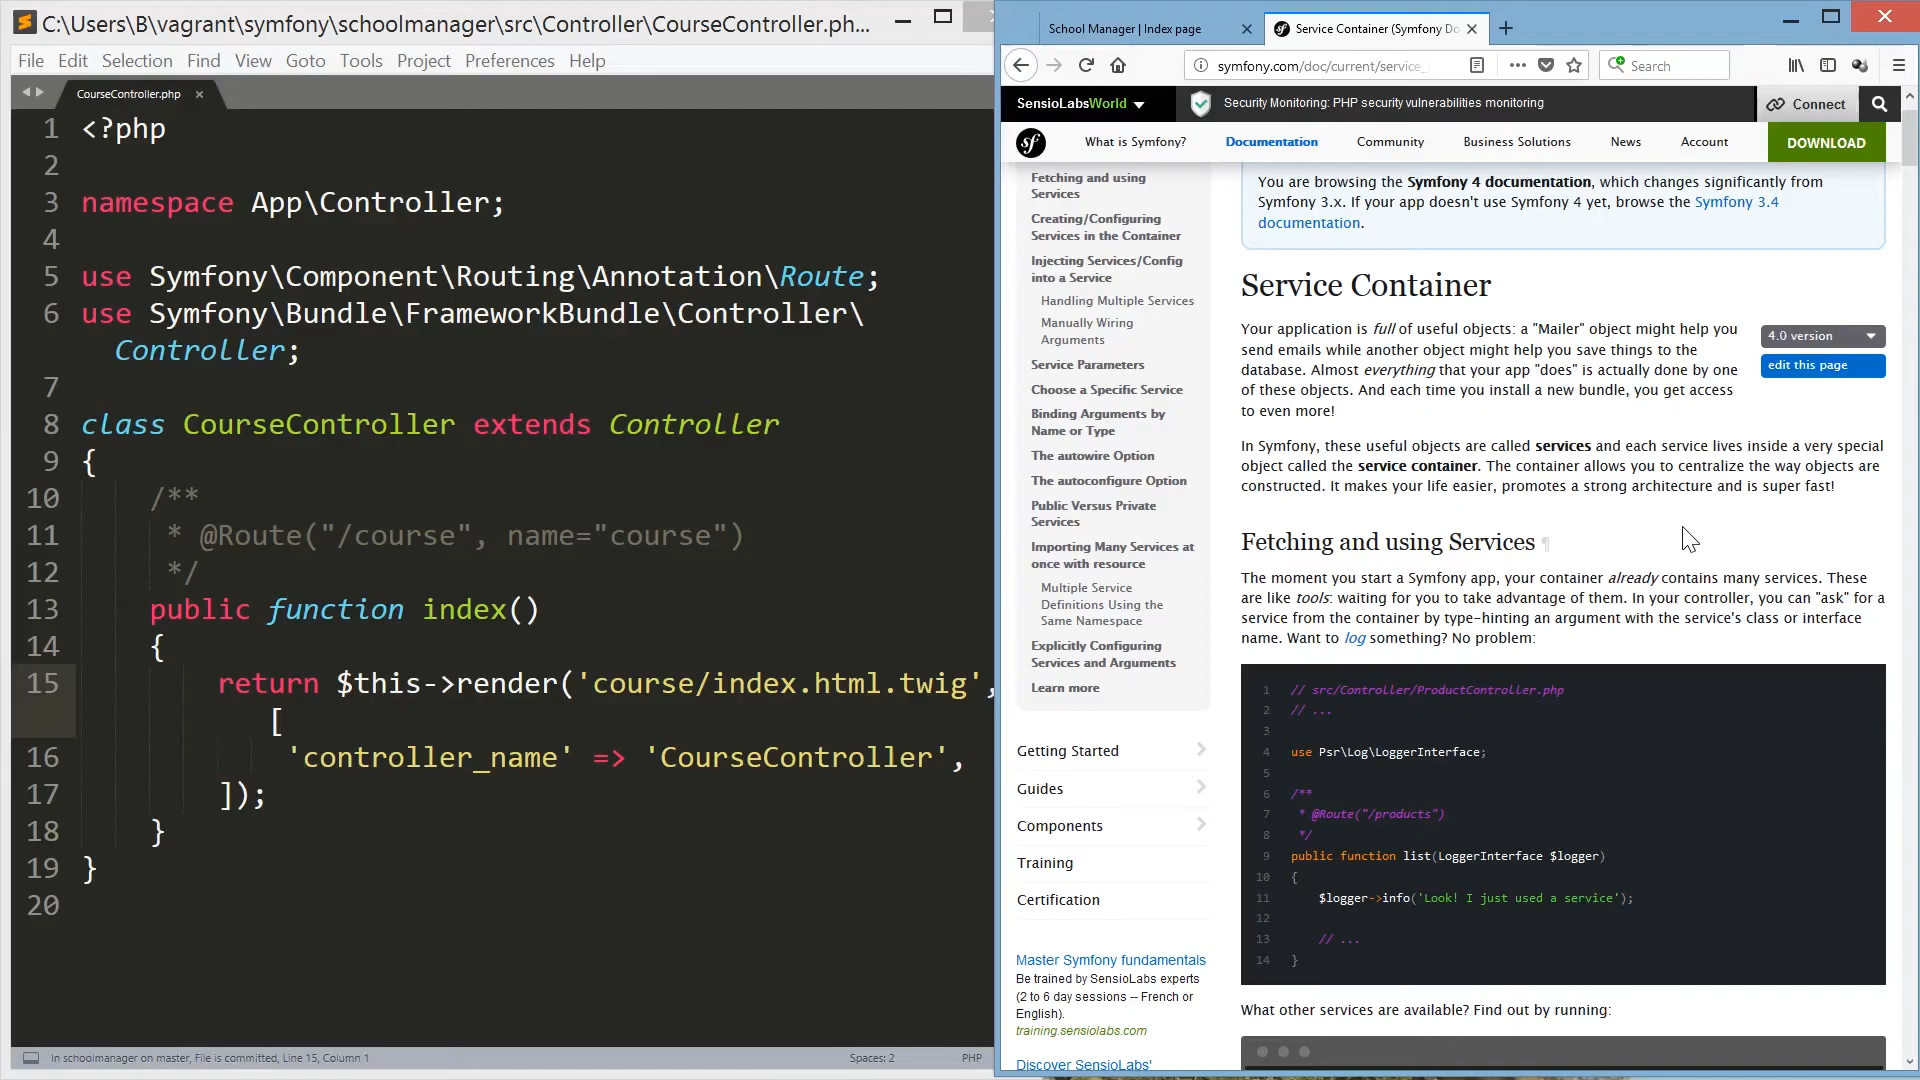 C:\Users\B\vagrant\symfony\schoolmanager\src\Controller\CourseController.ph...
File Edit Selection Find View Goto Tools Project Preferences Help
CourseController.php ×
1 <?php
2
3 namespace App\Controller;
4
5 use Symfony\Component\Routing\Annotation\Route;
6 use Symfony\Bundle\FrameworkBundle\Controller\
Controller;
7
8 class CourseController extends Controller
9 {
10 /**
11 * @Route("/course", name="course")
12 */
13 public function index()
14 {
15 return $this->render('course/index.html.twig',
[
16 'controller_name' => 'CourseController',
17 ]);
18 }
19 }
20
In schoolmanager on master, File is committed, Line 15, Column 1
Spaces: 2
PHP
School Manager | Index page
Service Container (Symfony Do
symfony.com/doc/current/service_
Search
SensioLabsWorld
Security Monitoring: PHP security vulnerabilities monitoring
Connect
sf
What is Symfony?
Documentation
Community
Business Solutions
News
Account
DOWNLOAD
Fetching and using
Services
Creating/Configuring
Services in the Container
Injecting Services/Config
into a Service
Handling Multiple Services
Manually Wiring
Arguments
Service Parameters
Choose a Specific Service
Binding Arguments by
Name or Type
The autowire Option
The autoconfigure Option
Public Versus Private
Services
Importing Many Services at
once with resource
Multiple Service
Definitions Using the
Same Namespace
Explicitly Configuring
Services and Arguments
Learn more
Getting Started
Guides
Components
Training
Certification
Master Symfony fundamentals
Be trained by SensioLabs experts
(2 to 6 day sessions -- French or
English).
training.sensiolabs.com
Discover SensioLabs'
You are browsing the Symfony 4 documentation, which changes significantly from
Symfony 3.x. If your app doesn't use Symfony 4 yet, browse the Symfony 3.4
documentation.
Service Container
4.0 version
edit this page
Your application is full of useful objects: a "Mailer" object might help you
send emails while another object might help you save things to the
database. Almost everything that your app "does" is actually done by one
of these objects. And each time you install a new bundle, you get access
to even more!
In Symfony, these useful objects are called services and each service lives inside a very special
object called the service container. The container allows you to centralize the way objects are
constructed. It makes your life easier, promotes a strong architecture and is super fast!
Fetching and using Services ¶
The moment you start a Symfony app, your container already contains many services. These
are like tools: waiting for you to take advantage of them. In your controller, you can "ask" for a
service from the container by type-hinting an argument with the service's class or interface
name. Want to log something? No problem:
1 // src/Controller/ProductController.php
2 // ...
3
4 use Psr\Log\LoggerInterface;
5
6 /**
7 * @Route("/products")
8 */
9 public function list(LoggerInterface $logger)
10 {
11 $logger->info('Look! I just used a service');
12
13 // ...
14 }
What other services are available? Find out by running: